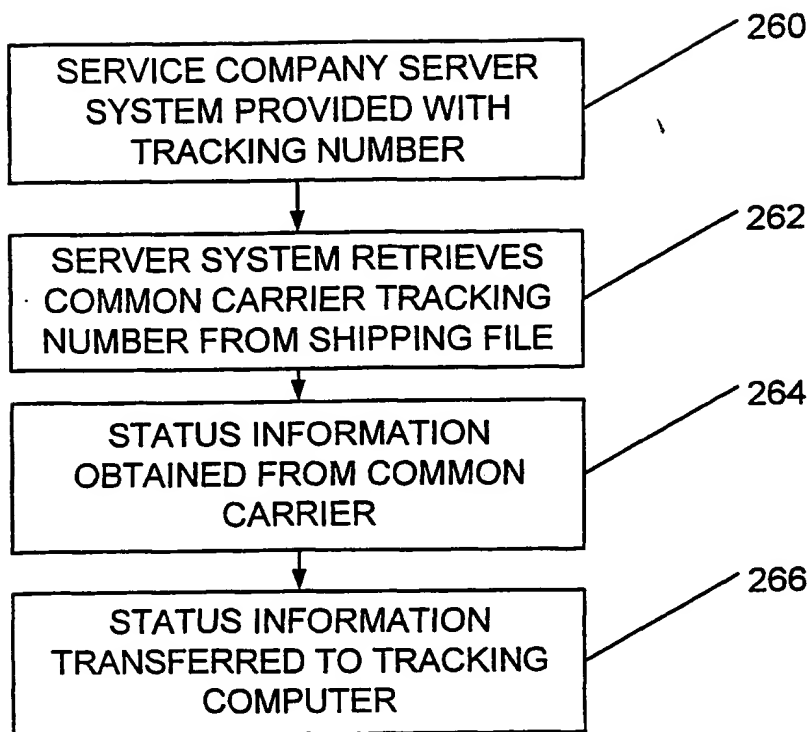 260
SERVICE COMPANY SERVER
SYSTEM PROVIDED WITH
TRACKING NUMBER
262
SERVER SYSTEM RETRIEVES
COMMON CARRIER TRACKING
NUMBER FROM SHIPPING FILE
264
STATUS INFORMATION
OBTAINED FROM COMMON
CARRIER
266
STATUS INFORMATION
TRANSFERRED TO TRACKING
COMPUTER